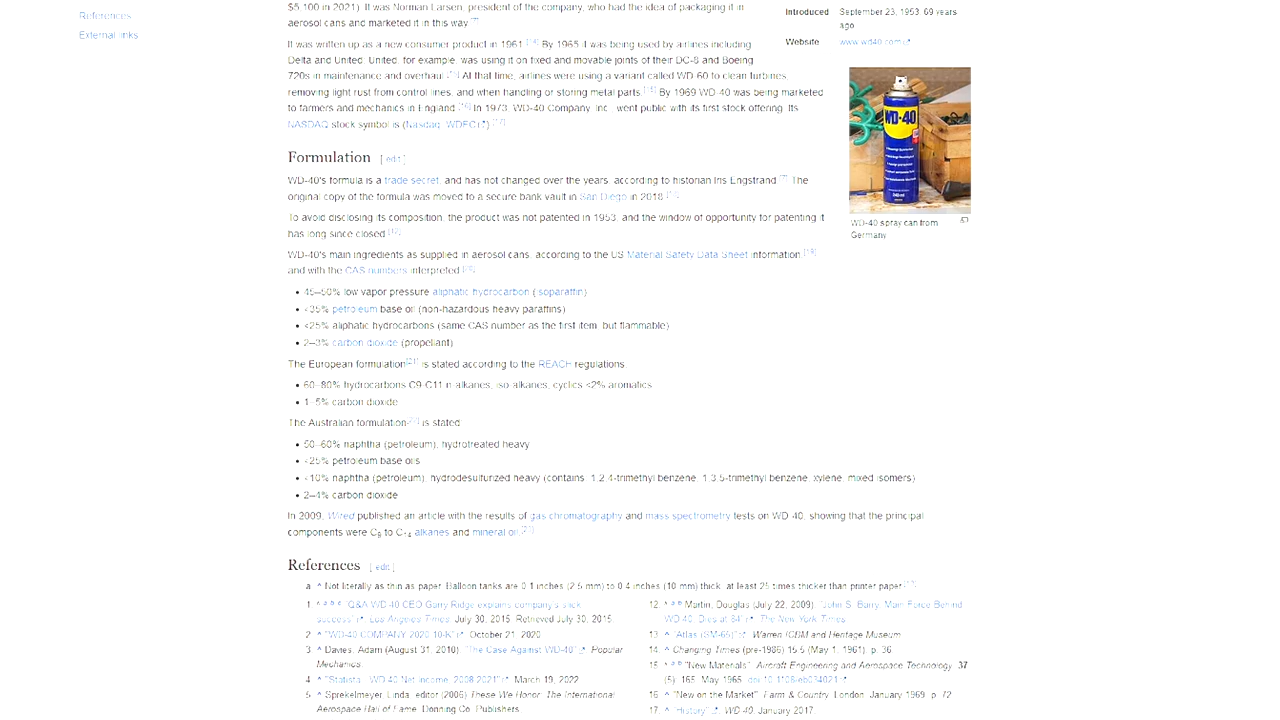 References
External links
$5,100 in 2021). It was Norman Larsen, president of the company, who had the idea of packaging it in
aerosol cans and marketed it in this way.
It was written up as a new consumer product in 1961.[14] By 1965 it was being used by airlines including
Delta and United; United, for example, was using it on fixed and movable joints of their DC-8 and Boeing
720s in maintenance and overhaul.[15] At that time, airlines were using a variant called WD-60 to clean turbines,
removing light rust from control lines, and when handling or storing metal parts.[15] By 1969 WD-40 was being marketed
to farmers and mechanics in England.[16] In 1973, WD-40 Company, Inc., went public with its first stock offering. Its
NASDAQ stock symbol is (Nasdaq: WDFC).[17]
Introduced September 23, 1953; 69 years
ago
Website www.wd40.com
WD-40
WD-40 spray can from
Germany
Formulation [ edit ]
WD-40's formula is a trade secret, and has not changed over the years, according to historian Iris Engstrand.[7] The
original copy of the formula was moved to a secure bank vault in San Diego in 2018.
To avoid disclosing its composition, the product was not patented in 1953, and the window of opportunity for patenting it
has long since closed.
WD-40's main ingredients as supplied in aerosol cans, according to the US Material Safety Data Sheet information,[19]
and with the CAS numbers interpreted:[20]
• 45–50% low vapor pressure aliphatic hydrocarbon (isoparaffin)
• <35% petroleum base oil (non-hazardous heavy paraffins)
• <25% aliphatic hydrocarbons (same CAS number as the first item, but flammable)
• 2–3% carbon dioxide (propellant)
The European formulation[21] is stated according to the REACH regulations:
• 60–80% hydrocarbons C9-C11 n-alkanes, iso-alkanes, cyclics <2% aromatics
• 1–5% carbon dioxide
The Australian formulation[22] is stated:
• 50–60% naphtha (petroleum), hydrotreated heavy
• <25% petroleum base oils
• <10% naphtha (petroleum), hydrodesulfurized heavy (contains: 1,2,4-trimethyl benzene, 1,3,5-trimethyl benzene, xylene, mixed isomers)
• 2–4% carbon dioxide
In 2009, Wired published an article with the results of gas chromatography and mass spectrometry tests on WD-40, showing that the principal
components were C9 to C14 alkanes and mineral oil.
References [ edit ]
a. ^ Not literally as thin as paper. Balloon tanks are 0.1 inches (2.5 mm) to 0.4 inches (10 mm) thick, at least 25 times thicker than printer paper.
1. ^ "Q&A WD-40 CEO Garry Ridge explains company's slick
success". Los Angeles Times. July 30, 2015. Retrieved July 30, 2015.
2. ^ "WD-40 COMPANY 2020 10-K". October 21, 2020.
3. ^ Davies, Adam (August 31, 2010). "The Case Against WD-40". Popular
Mechanics.
4. ^ "Statista - WD 40 Net Income, 2008-2021". March 19, 2022.
5. ^ Sprekelmeyer, Linda, editor (2006) These We Honor: The International
Aerospace Hall of Fame. Donning Co. Publishers.
12. ^ a b Martin, Douglas (July 22, 2009). "John S. Barry, Main Force Behind
WD-40, Dies at 84". The New York Times.
13. ^ "Atlas (SM-65)". Warren ICBM and Heritage Museum.
14. ^ Changing Times (pre-1986) 15.5 (May 1, 1961): p. 36.
15. ^ a b "New Materials". Aircraft Engineering and Aerospace Technology. 37
(5): 165. May 1965. doi:10.1108/eb034021.
16. ^ "New on the Market". Farm & Country. London. January 1969. p. 72.
17. ^ "History". WD-40. January 2017.